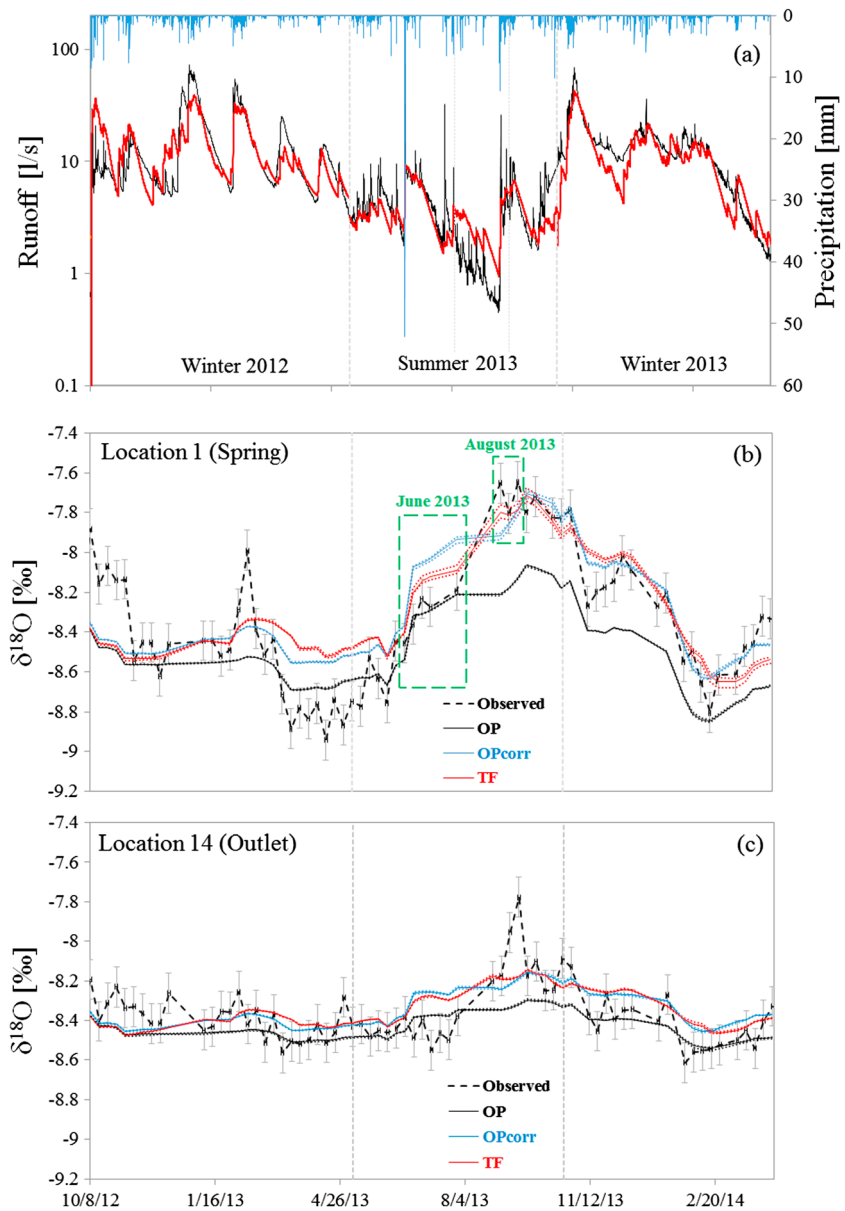 100
10
1
0.1
Runoff [l/s]
(a)
0
10
20
30
40
50
60
Precipitation [mm]
Winter 2012
Summer 2013
Winter 2013
-7.4
-7.6
-7.8
-8
-8.2
-8.4
-8.6
-8.8
-9
-9.2
δ18O [‰]
Location 1 (Spring)
(b)
August 2013
June 2013
Observed
OP
OPcorr
TF
-7.4
-7.6
-7.8
-8
-8.2
-8.4
-8.6
-8.8
-9
-9.2
δ18O [‰]
Location 14 (Outlet)
(c)
Observed
OP
OPcorr
TF
10/8/12
1/16/13
4/26/13
8/4/13
11/12/13
2/20/14